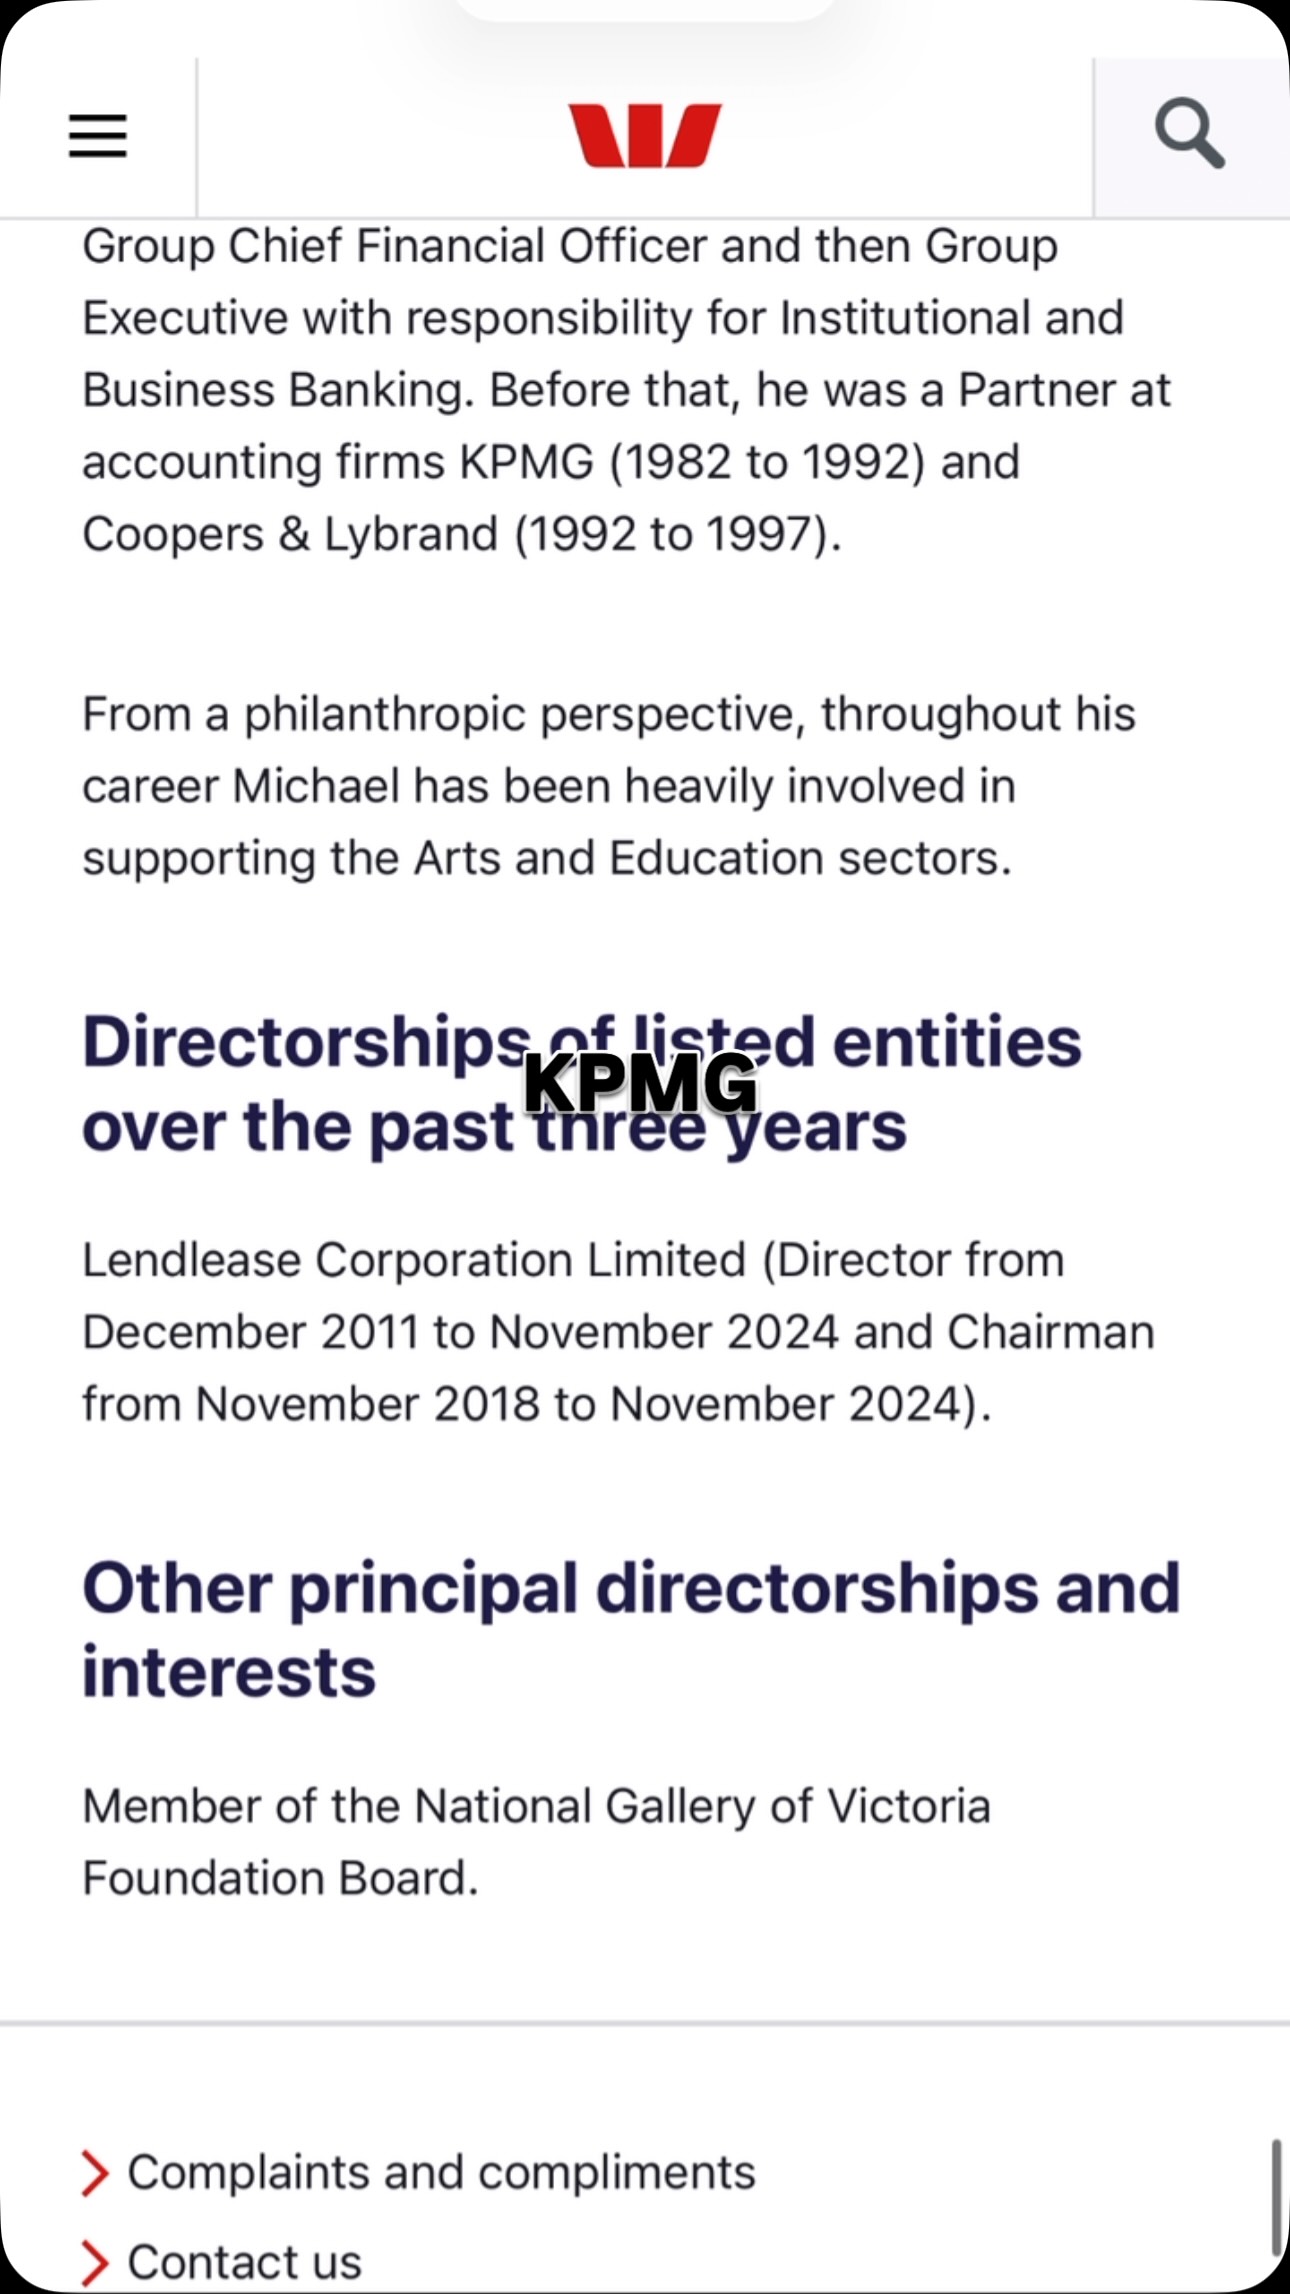 Group Chief Financial Officer and then Group
Executive with responsibility for Institutional and
Business Banking. Before that, he was a Partner at
accounting firms KPMG (1982 to 1992) and
Coopers & Lybrand (1992 to 1997).
From a philanthropic perspective, throughout his
career Michael has been heavily involved in
supporting the Arts and Education sectors.
Directorships of listed entities
KPMG
over the past three years
Lendlease Corporation Limited (Director from
December 2011 to November 2024 and Chairman
from November 2018 to November 2024).
Other principal directorships and
interests
Member of the National Gallery of Victoria
Foundation Board.
Complaints and compliments
Contact us